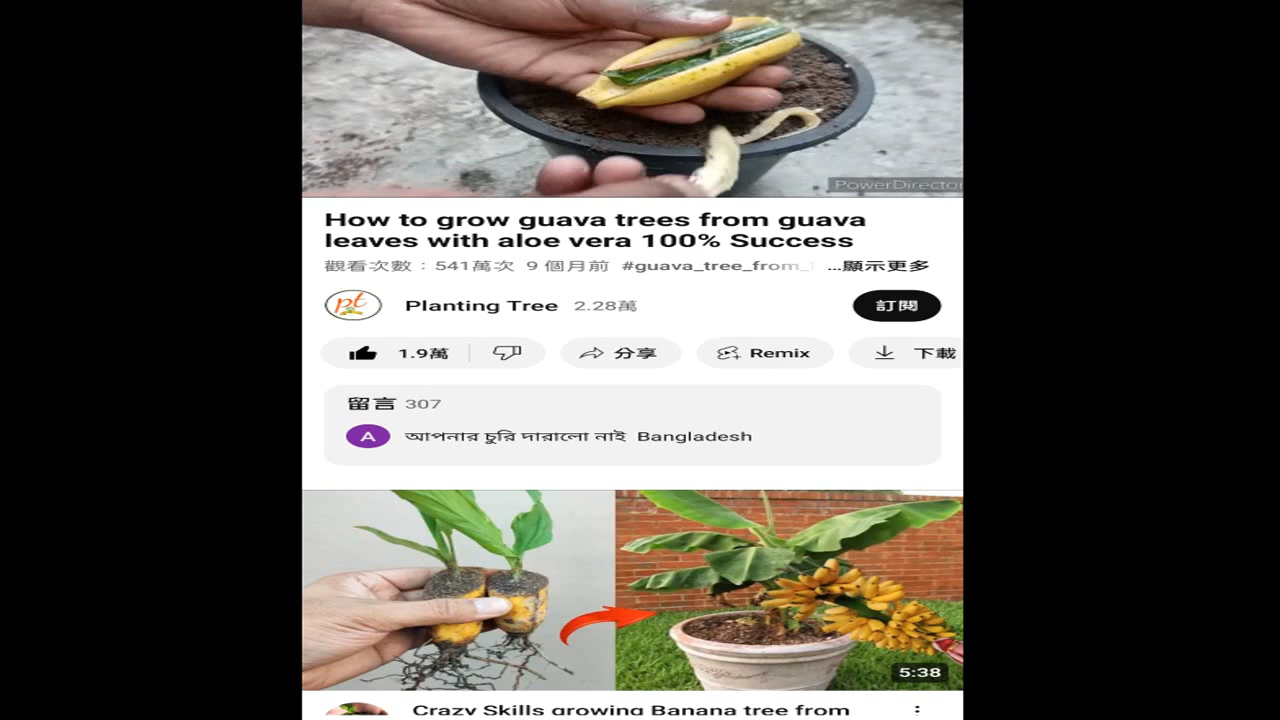 PowerDirector
How to grow guava trees from guava
leaves with aloe vera 100% Success
觀看次數：541萬次 9 個月前 #guava_tree_from_ ...顯示更多
pt Planting Tree 2.28萬 訂閱
1.9萬 分享 Remix 下載
留言 307
A আপনার চুরি দারালো নাই Bangladesh
5:38
Crazy Skills growing Banana tree from